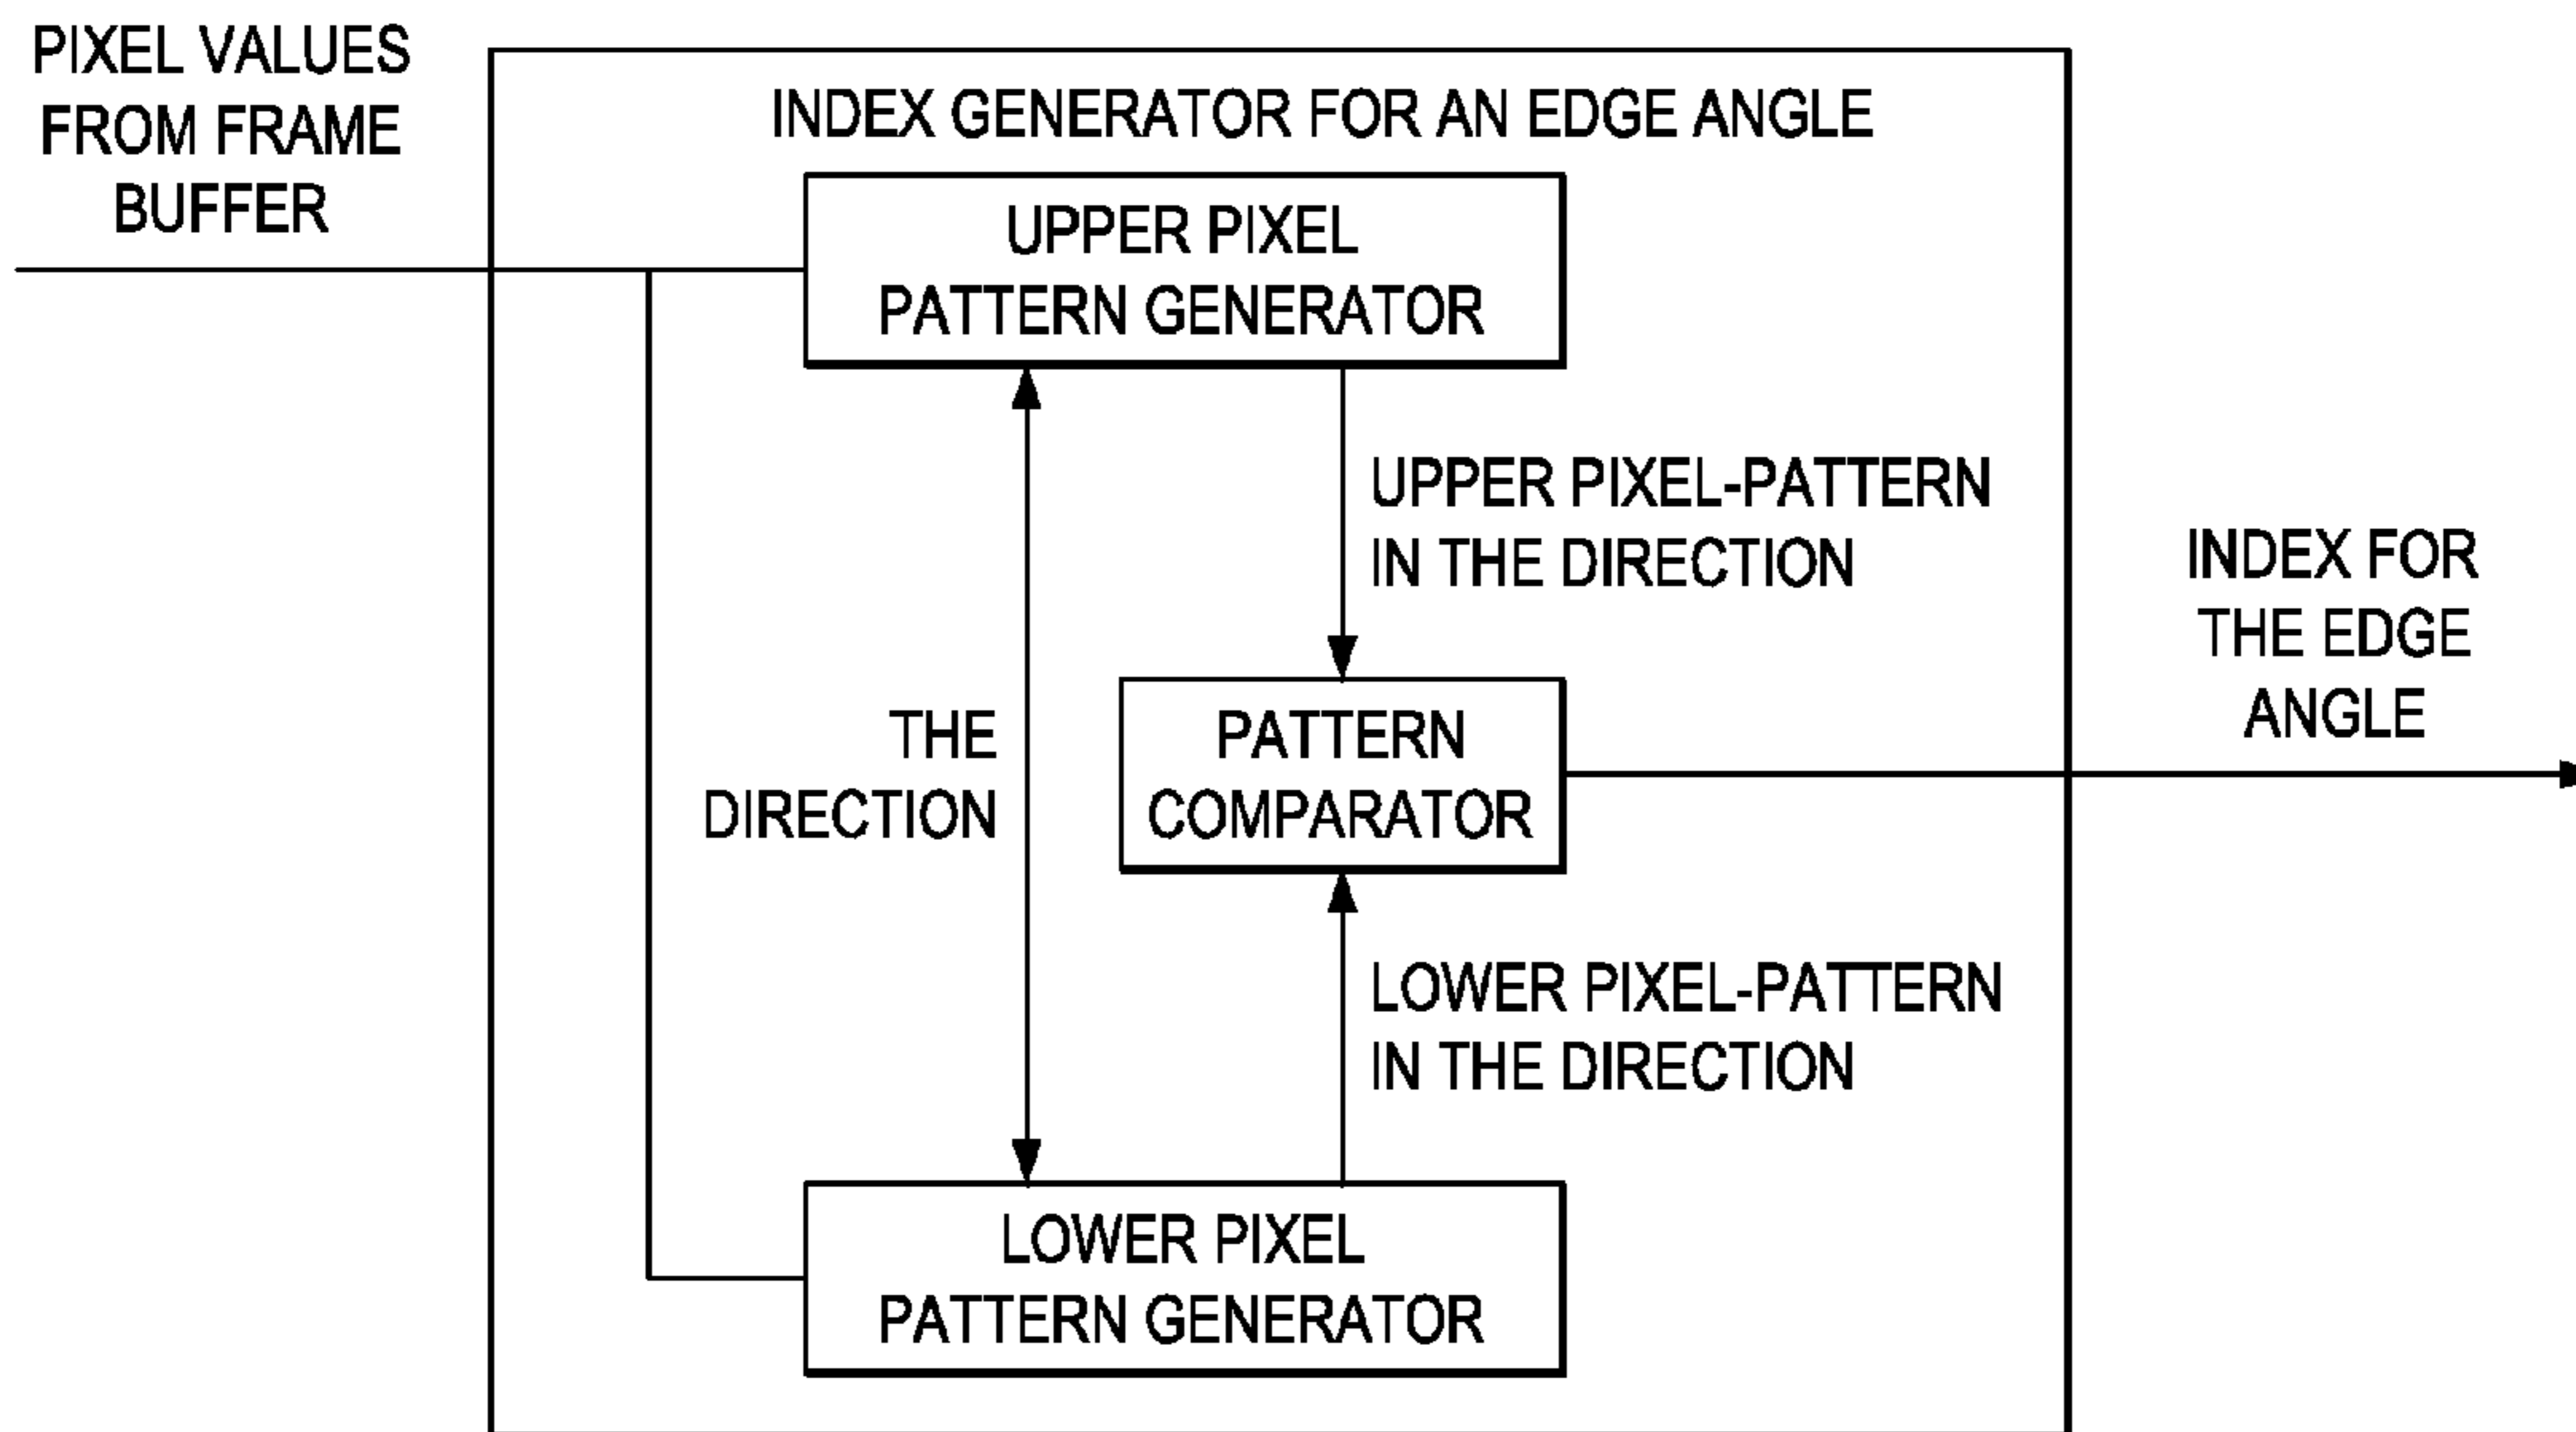 PIXEL VALUES
FROM FRAME
BUFFER
INDEX GENERATOR FOR AN EDGE ANGLE
UPPER PIXEL
PATTERN GENERATOR
UPPER PIXEL-PATTERN
IN THE DIRECTION
THE
DIRECTION
PATTERN
COMPARATOR
INDEX FOR
THE EDGE
ANGLE
LOWER PIXEL-PATTERN
IN THE DIRECTION
LOWER PIXEL
PATTERN GENERATOR